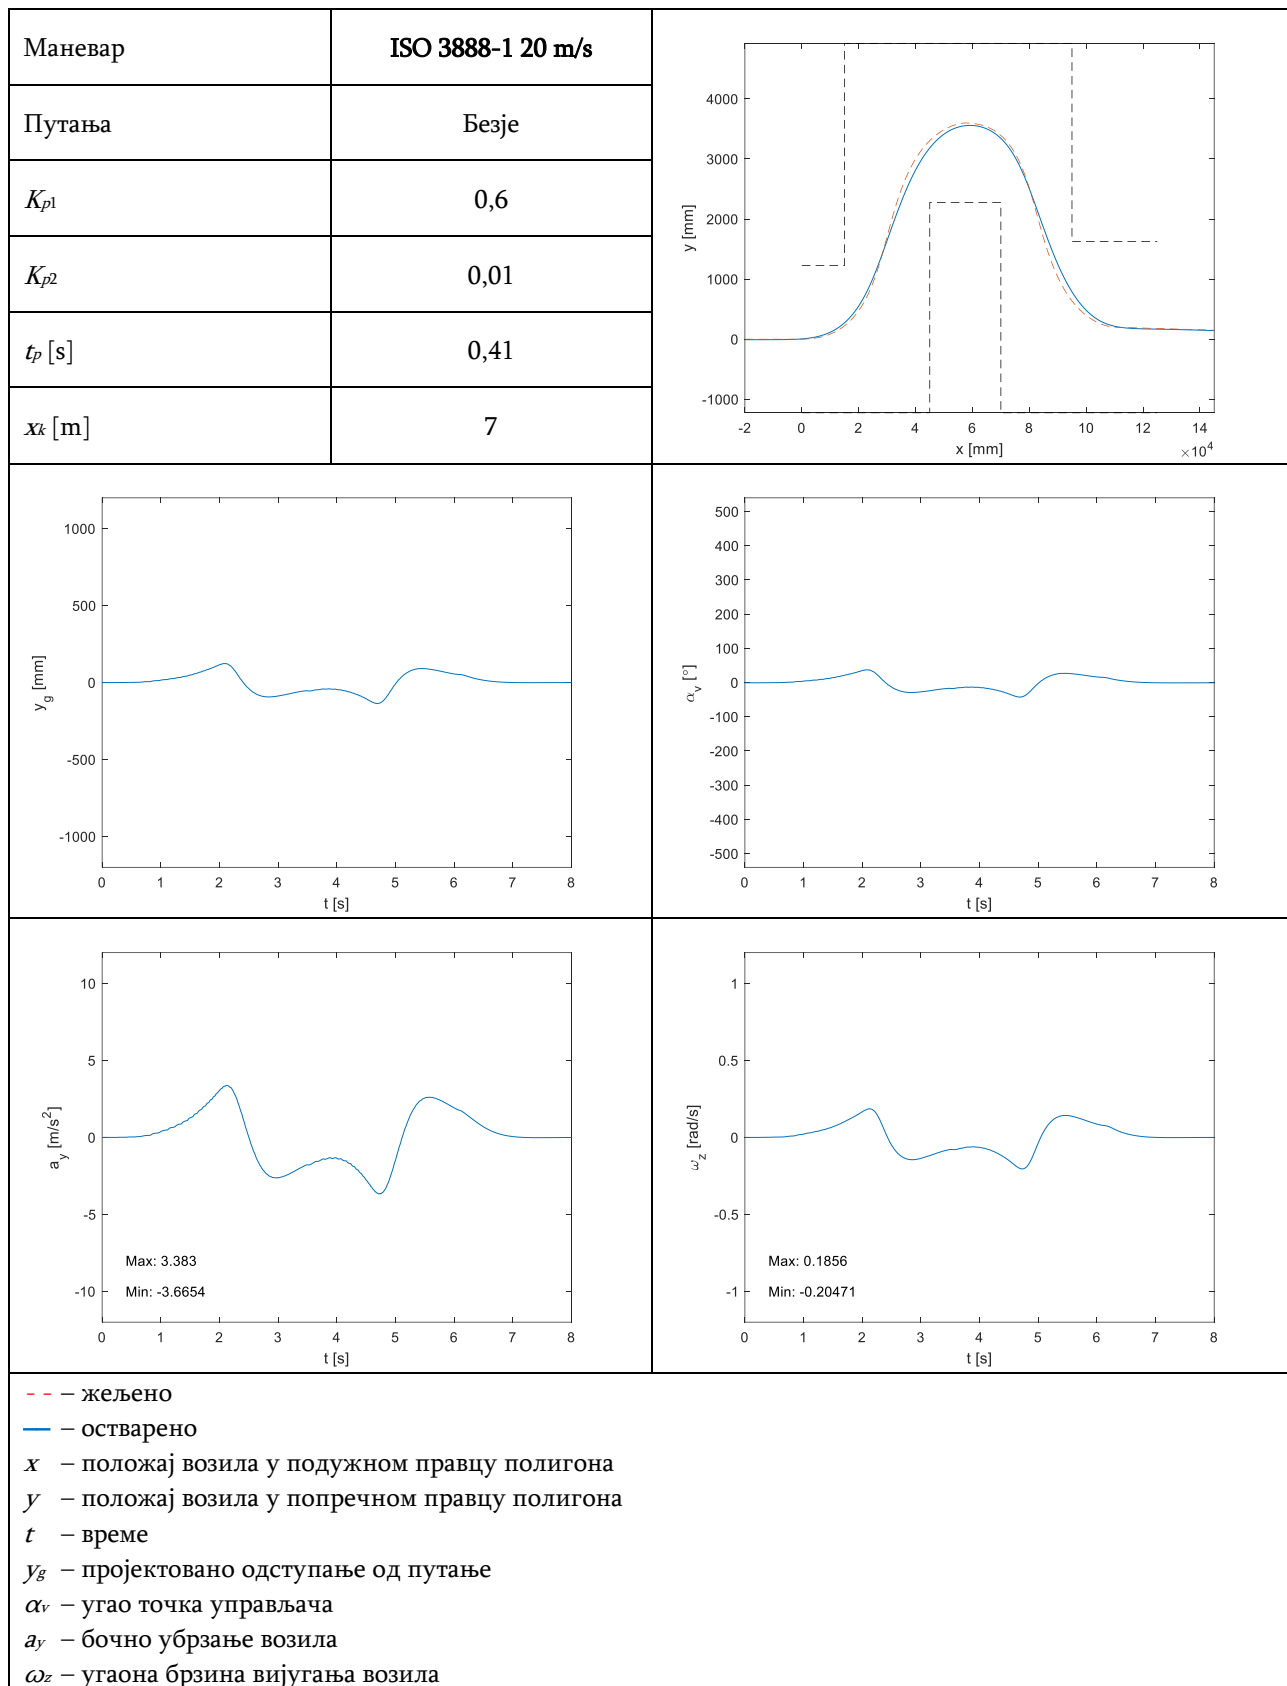 Маневар ISO 3888-1 20 m/s
Путања Безје
Kp1 0,6
Kp2 0,01
tp [s] 0,41
xk [m] 7
4000
3000
2000
1000
0
-1000
y [mm]
-2 0 2 4 6 8 10 12 14
x [mm]
×10^4
1000
500
0
-500
-1000
y_g [mm]
0 1 2 3 4 5 6 7 8
t [s]
500
400
300
200
100
0
-100
-200
-300
-400
-500
α_v [°]
0 1 2 3 4 5 6 7 8
t [s]
10
5
0
-5
-10
a_y [m/s^2]
Max: 3.383
Min: -3.6654
0 1 2 3 4 5 6 7 8
t [s]
1
0.5
0
-0.5
-1
ω_z [rad/s]
Max: 0.1856
Min: -0.20471
0 1 2 3 4 5 6 7 8
t [s]
– жељено
– остварено
x – положај возила у подужном правцу полигона
y – положај возила у попречном правцу полигона
t – време
yg – пројектовано одступање од путање
αv – угао точка управљача
ay – бочно убрзање возила
ωz – угаона брзина вијугања возила